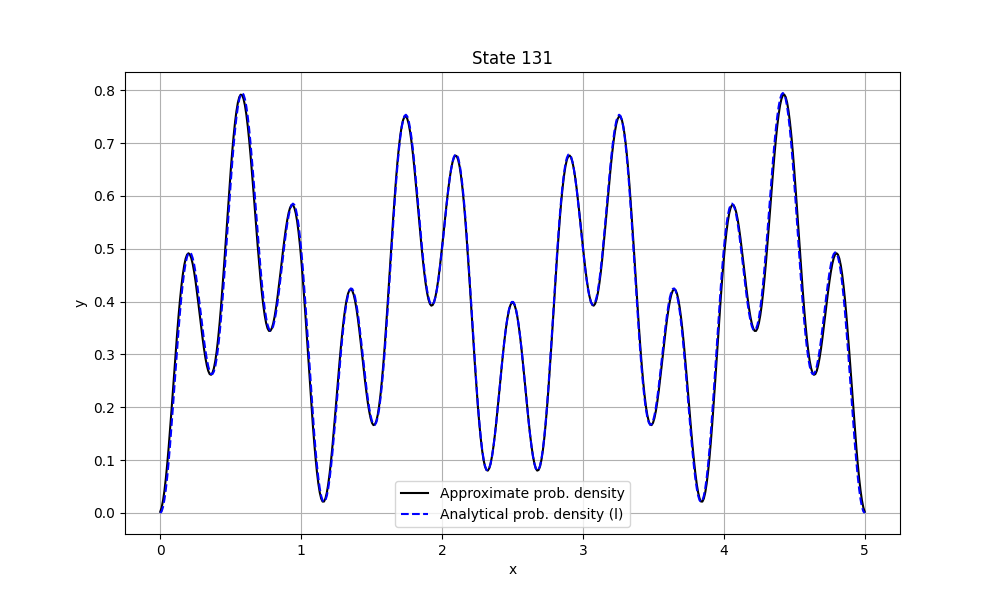 State 131
0.8
0.7
0.6
0.5
0.4
0.3
0.2
0.1
0.0
y
Approximate prob. density
Analytical prob. density (l)
0 1 2 3 4 5
x